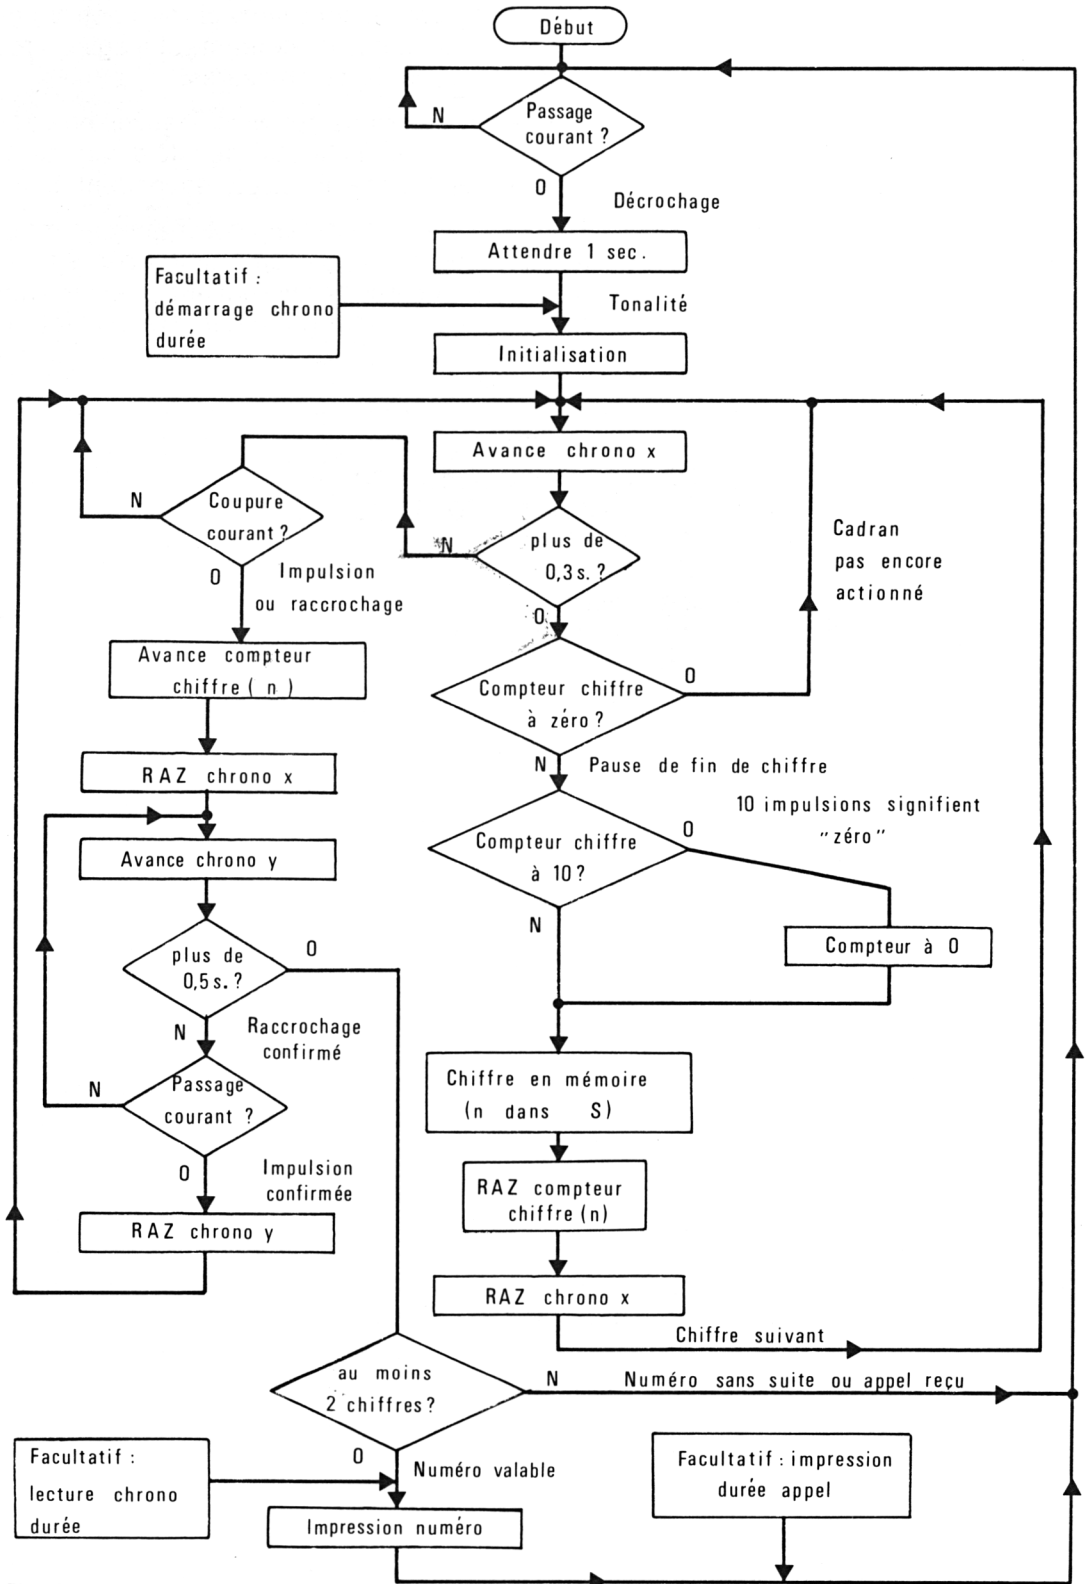 Début
N
Passage
courant ?
O
Décrochage
Attendre 1 sec.
Facultatif :
démarrage chrono
durée
Tonalité
Initialisation
Avance chrono x
N
Coupure
courant ?
N
plus de
0,3 s. ?
Cadran
pas encore
actionné
O
Impulsion
ou raccrochage
O
Avance compteur
chiffre ( n )
Compteur chiffre
à zéro ?
O
N
Pause de fin de chiffre
RAZ chrono x
10 impulsions signifient
" zéro "
Compteur chiffre
à 10 ?
O
Avance chrono y
N
Compteur à 0
plus de
0,5 s. ?
O
N
Raccrochage
confirmé
Chiffre en mémoire
(n dans S)
N
Passage
courant ?
O
Impulsion
confirmée
RAZ compteur
chiffre (n)
RAZ chrono y
RAZ chrono x
Chiffre suivant
au moins
2 chiffres ?
N
Numéro sans suite ou appel reçu
O
Numéro valable
Facultatif :
lecture chrono
durée
Facultatif : impression
durée appel
Impression numéro